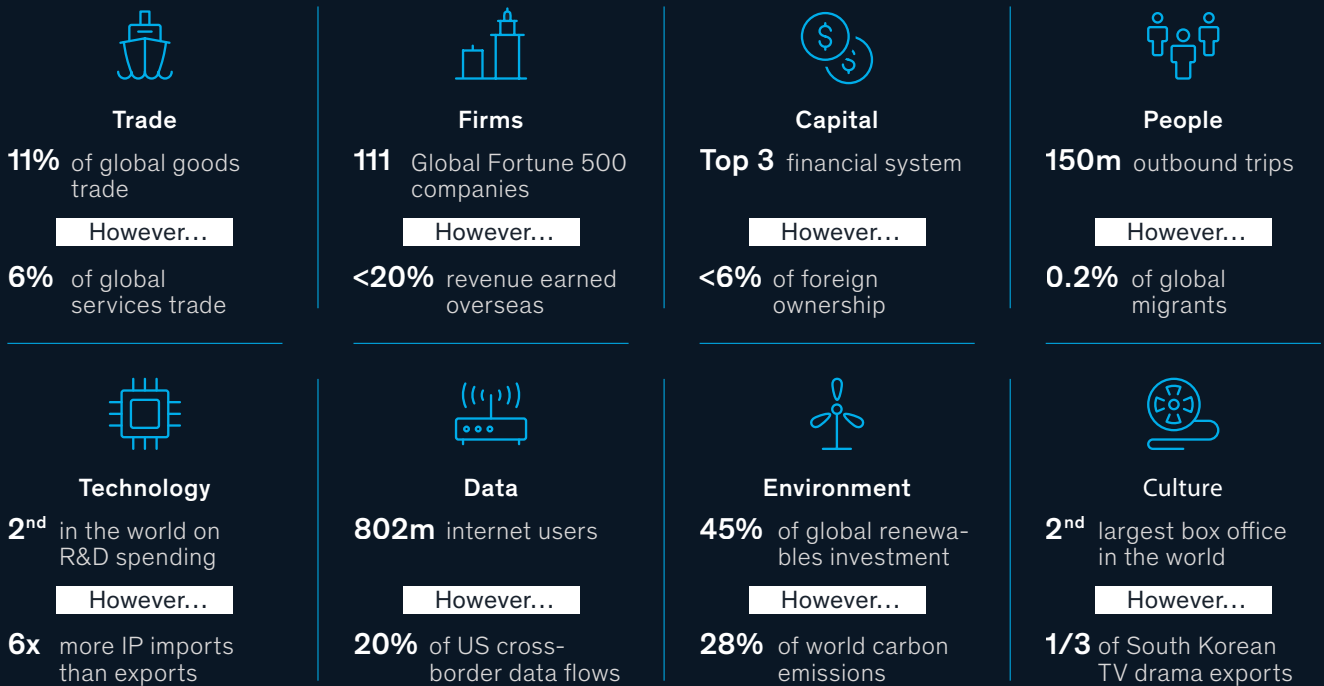 Trade
11% of global goods
trade
However...
6% of global
services trade
Firms
111 Global Fortune 500
companies
However...
<20% revenue earned
overseas
Capital
Top 3 financial system
However...
<6% of foreign
ownership
People
150m outbound trips
However...
0.2% of global
migrants
Technology
2nd in the world on
R&D spending
However...
6x more IP imports
than exports
Data
802m internet users
However...
20% of US cross-
border data flows
Environment
45% of global renewa-
bles investment
However...
28% of world carbon
emissions
Culture
2nd largest box office
in the world
However...
1/3 of South Korean
TV drama exports